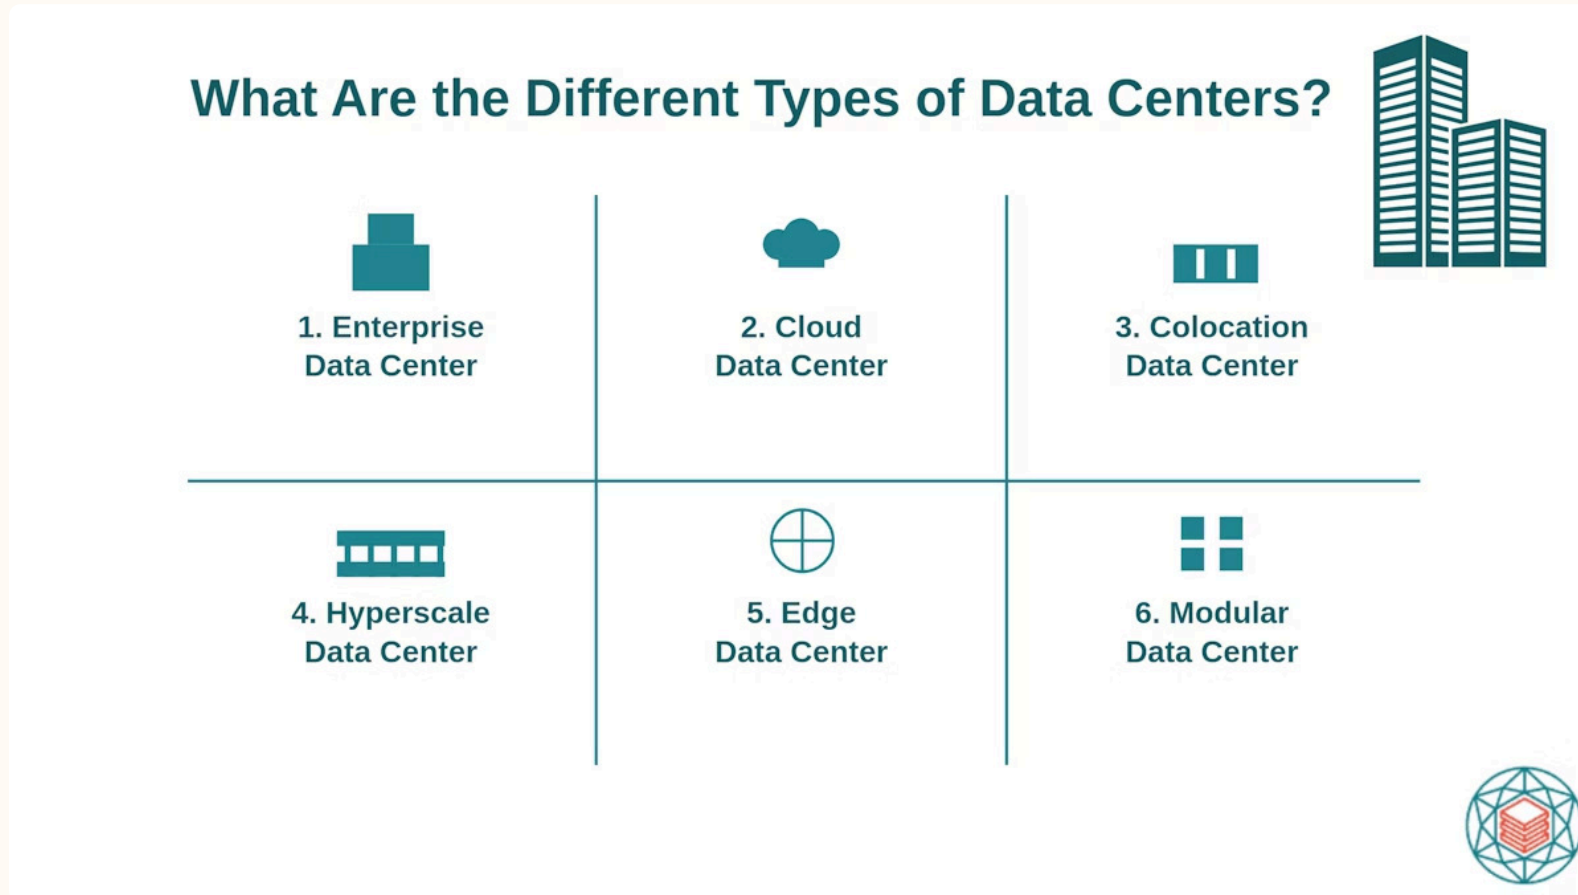 What Are the Different Types of Data Centers?
1. Enterprise
Data Center
2. Cloud
Data Center
3. Colocation
Data Center
4. Hyperscale
Data Center
5. Edge
Data Center
6. Modular
Data Center